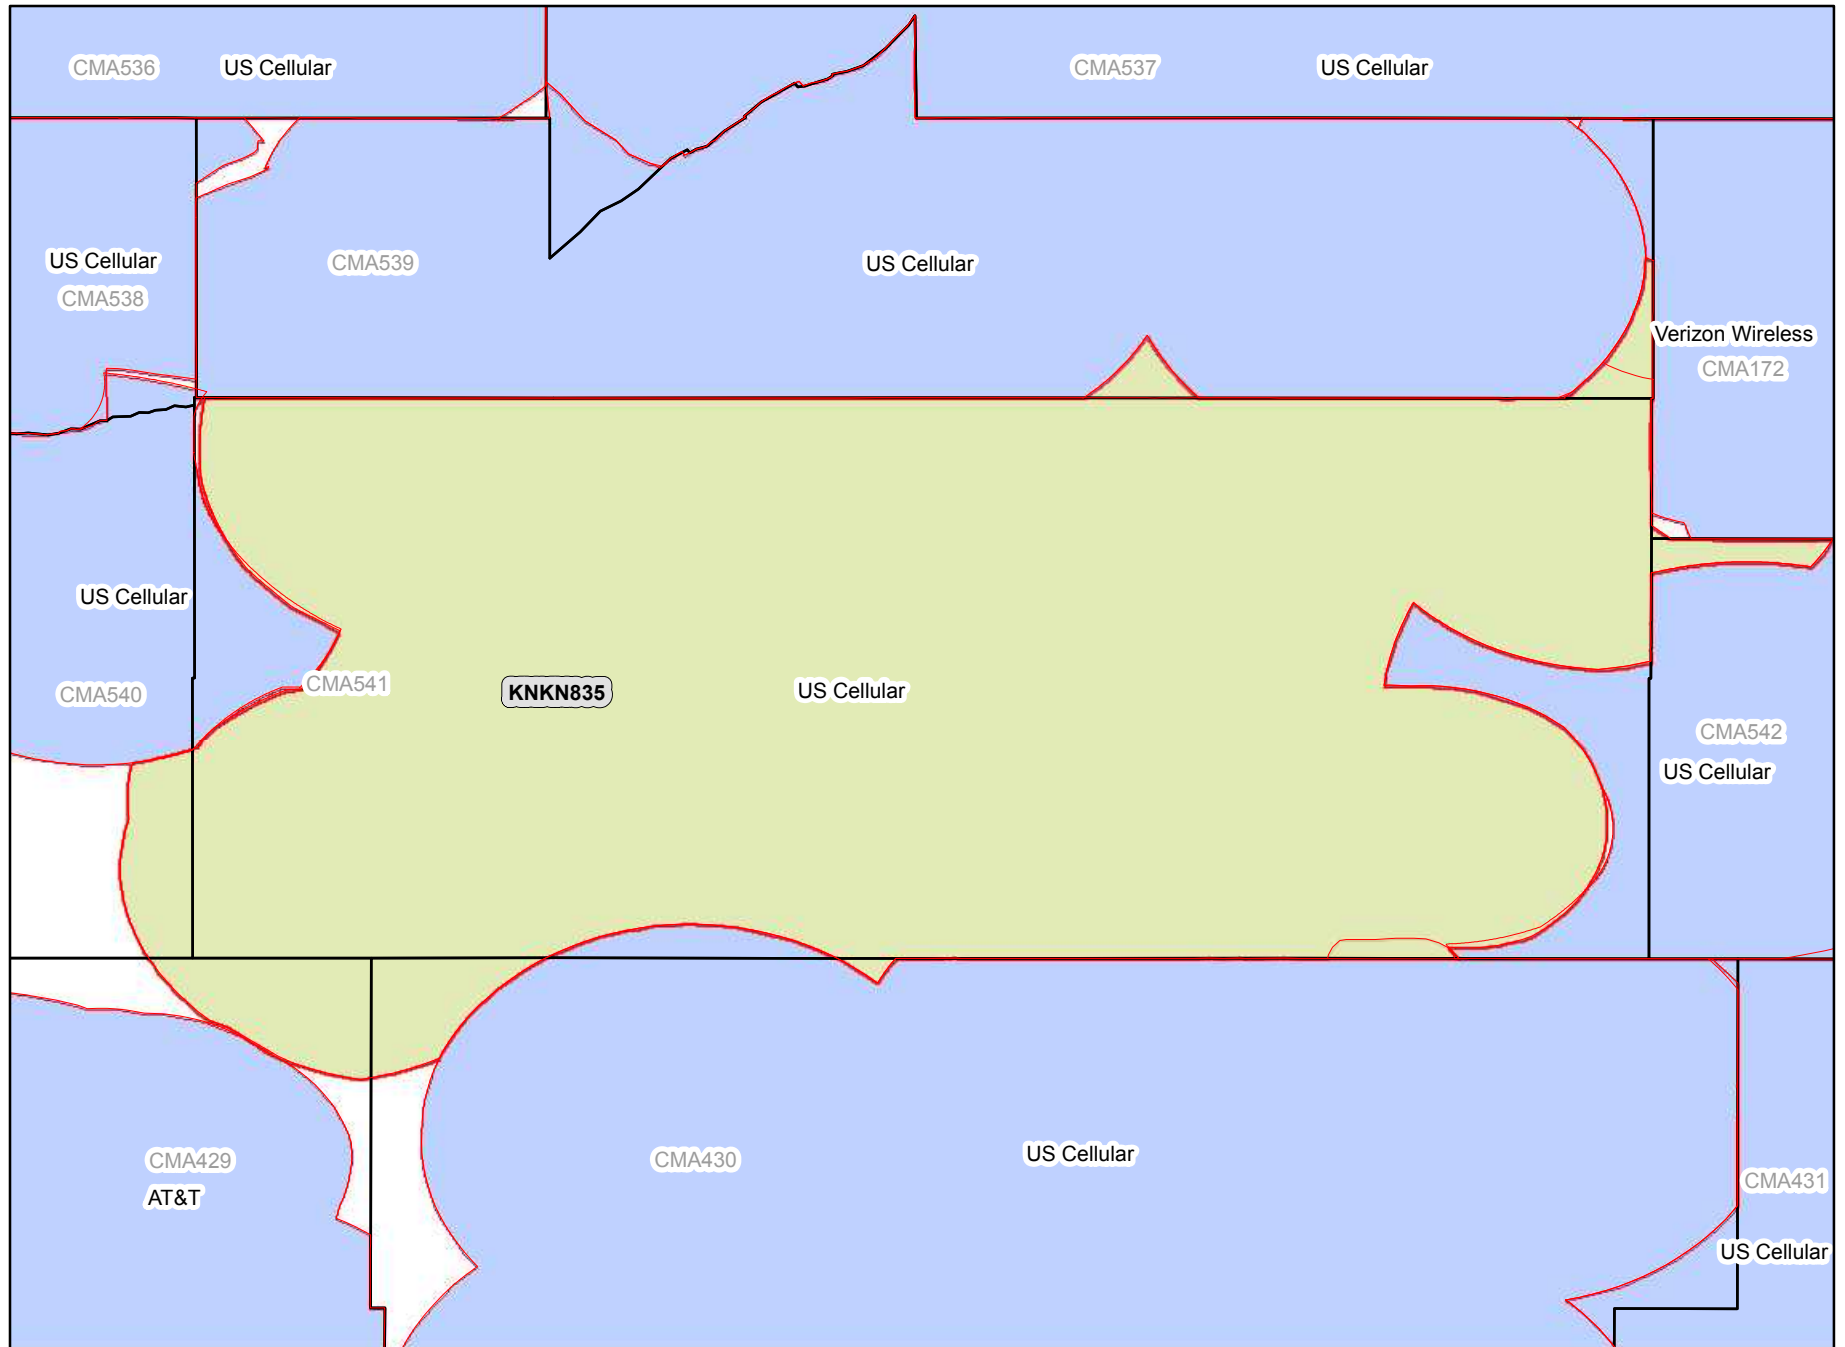 CMA536 US Cellular
CMA537 US Cellular
US Cellular
CMA538
CMA539
US Cellular
Verizon Wireless
CMA172
US Cellular
CMA540
CMA541
KNKN835
US Cellular
CMA542
US Cellular
CMA429
AT&T
CMA430
US Cellular
CMA431
US Cellular